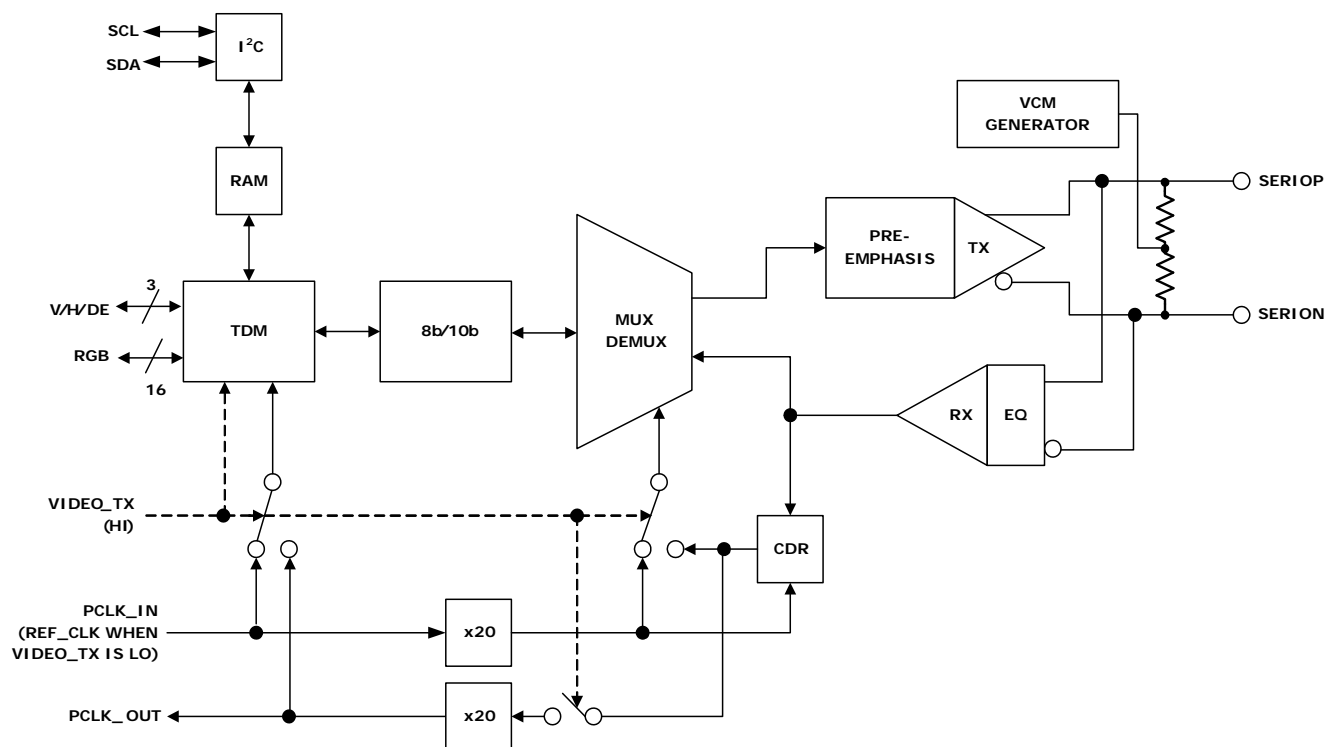 SCL
SDA
I²C
VCM
GENERATOR
RAM
SERIOP
PRE-
EMPHASIS
TX
3
V/H/DE
RGB
16
TDM
8b/10b
MUX
DEMUX
SERION
RX
EQ
VIDEO_TX
(HI)
CDR
PCLK_IN
(REF_CLK WHEN
VIDEO_TX IS LO)
x20
PCLK_OUT
x20